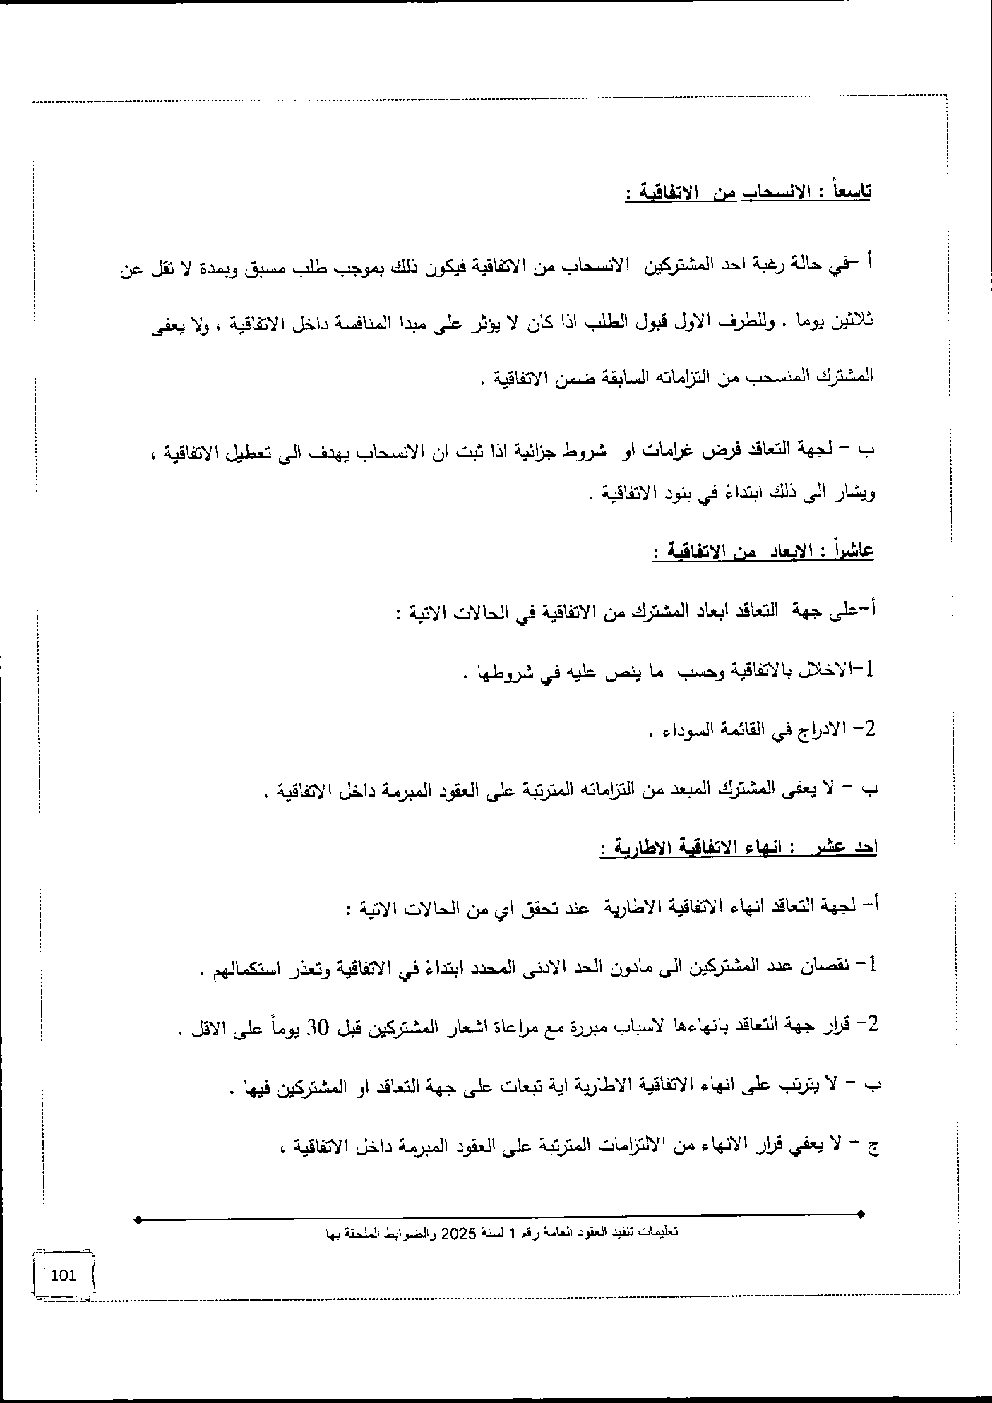 تاسعاً : الانسحاب من الاتفاقية :
أ –في حالة رغبة احد المشتركين الانسحاب من الاتفاقية فيكون ذلك بموجب طلب مسبق وبمدة لا تقل عن
ثلاثين يوما . وللطرف الاول قبول الطلب اذا كان لا يؤثر على مبدا المنافسة داخل الاتفاقية ، ولا يعفى
المشترك المنسحب من التزاماته السابقة ضمن الاتفاقية .
ب – لجهة التعاقد فرض غرامات او شروط جزائية اذا ثبت ان الانسحاب يهدف الى تعطيل الاتفاقية ،
ويشار الى ذلك ابتداءً في بنود الاتفاقية .
عاشراً : الابعاد من الاتفاقية :
أ–على جهة التعاقد ابعاد المشترك من الاتفاقية في الحالات الاتية :
1–الاخلال بالاتفاقية وحسب ما ينص عليه في شروطها .
2– الادراج في القائمة السوداء .
ب – لا يعفى المشترك المبعد من التزاماته المترتبة على العقود المبرمة داخل الاتفاقية .
احد عشر : انهاء الاتفاقية الاطارية :
أ– لجهة التعاقد انهاء الاتفاقية الاطارية عند تحقق اي من الحالات الاتية :
1– نقصان عدد المشتركين الى مادون الحد الادنى المحدد ابتداءً في الاتفاقية وتعذر استكمالهم .
2– قرار جهة التعاقد بانهاءها لاسباب مبررة مع مراعاة اشعار المشتركين قبل 30 يوماً على الاقل .
ب – لا يترتب على انهاء الاتفاقية الاطارية اية تبعات على جهة التعاقد او المشتركين فيها .
ج – لا يعفي قرار الانهاء من الالتزامات المترتبة على العقود المبرمة داخل الاتفاقية ،
تعليمات تنفيذ العقود العامة رقم 1 لسنة 2025 والضوابط الملحقة بها
101